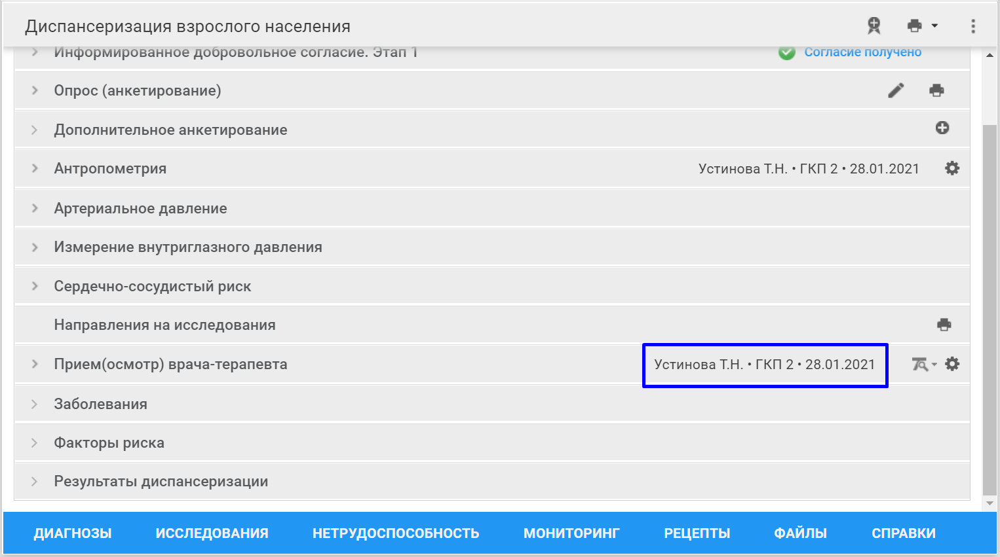 Диспансеризация взрослого населения
Информированное добровольное согласие. Этап 1 Согласие получено
Опрос (анкетирование)
Дополнительное анкетирование
Антропометрия Устинова Т.Н. • ГКП 2 • 28.01.2021
Артериальное давление
Измерение внутриглазного давления
Сердечно-сосудистый риск
Направления на исследования
Прием(осмотр) врача-терапевта Устинова Т.Н. • ГКП 2 • 28.01.2021
Заболевания
Факторы риска
Результаты диспансеризации
ДИАГНОЗЫ ИССЛЕДОВАНИЯ НЕТРУДОСПОСОБНОСТЬ МОНИТОРИНГ РЕЦЕПТЫ ФАЙЛЫ СПРАВКИ